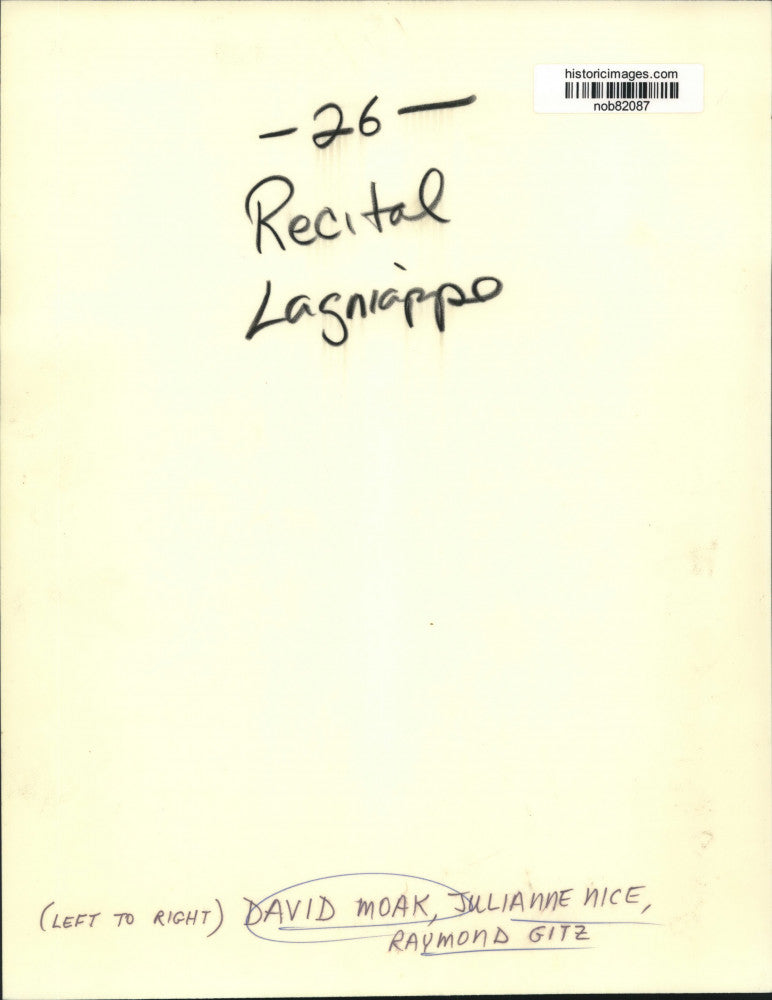 historicimages.com
nob82087
- 26 -
Recital
Lagniappe
(LEFT TO RIGHT) DAVID MOAK, JULIANNE NICE,
RAYMOND GITZ